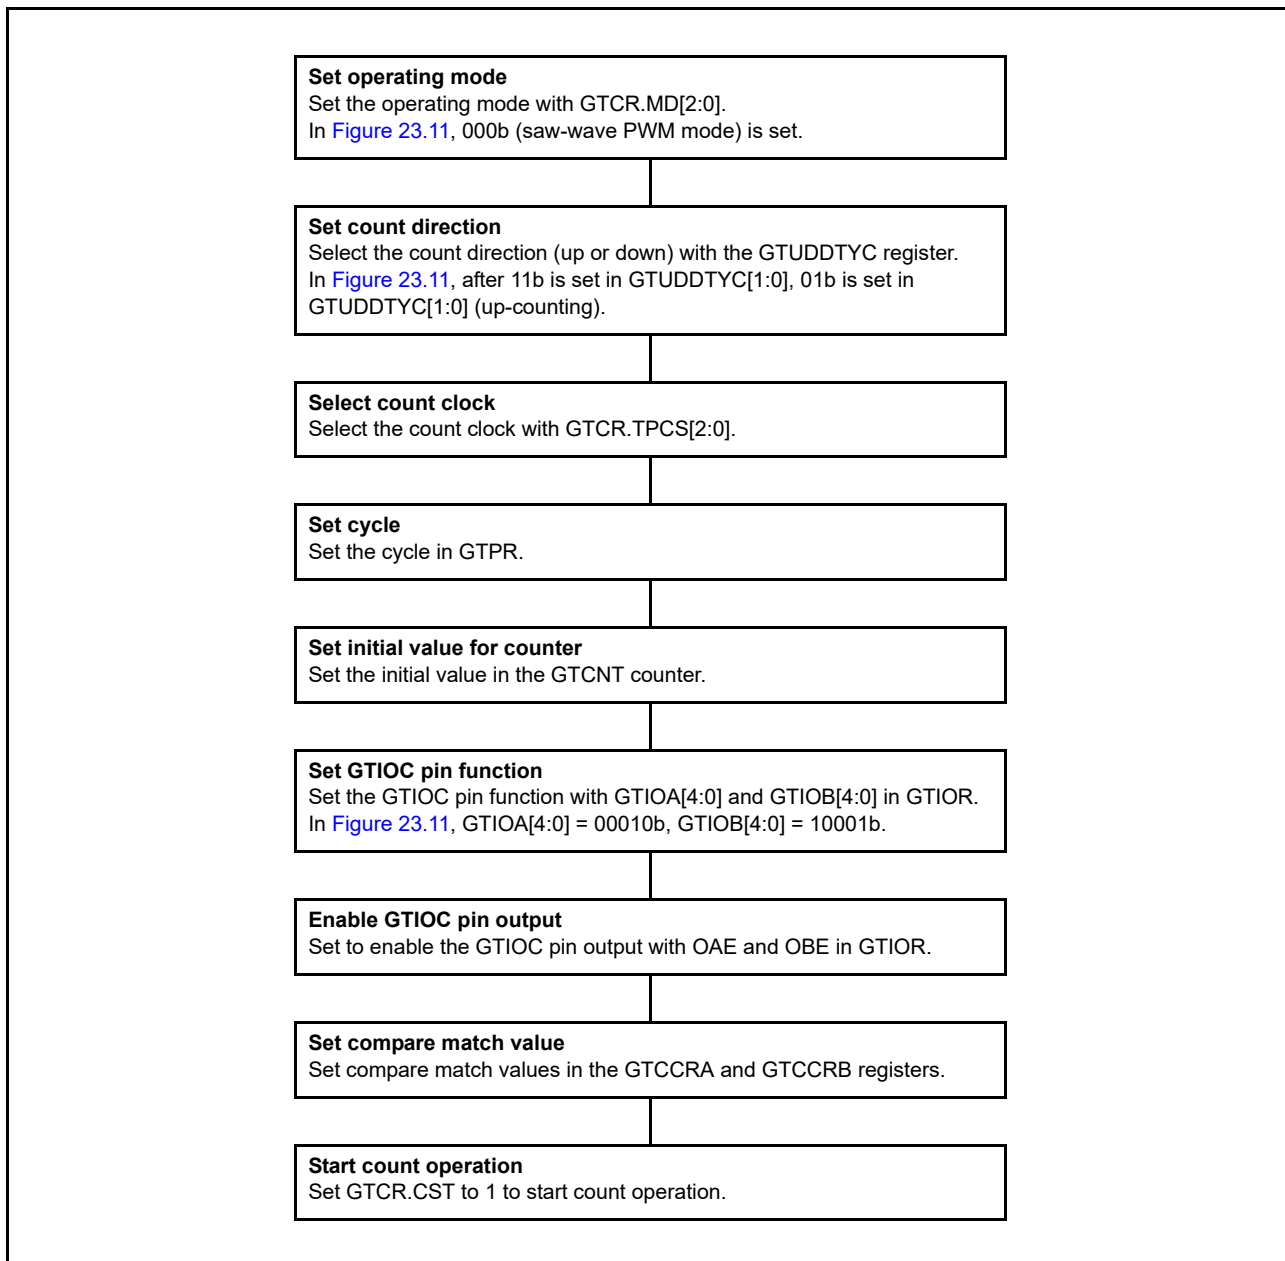 Set operating mode
Set the operating mode with GTCR.MD[2:0].
In Figure 23.11, 000b (saw-wave PWM mode) is set.
Set count direction
Select the count direction (up or down) with the GTUDDTYC register.
In Figure 23.11, after 11b is set in GTUDDTYC[1:0], 01b is set in
GTUDDTYC[1:0] (up-counting).
Select count clock
Select the count clock with GTCR.TPCS[2:0].
Set cycle
Set the cycle in GTPR.
Set initial value for counter
Set the initial value in the GTCNT counter.
Set GTIOC pin function
Set the GTIOC pin function with GTIOA[4:0] and GTIOB[4:0] in GTIOR.
In Figure 23.11, GTIOA[4:0] = 00010b, GTIOB[4:0] = 10001b.
Enable GTIOC pin output
Set to enable the GTIOC pin output with OAE and OBE in GTIOR.
Set compare match value
Set compare match values in the GTCCRA and GTCCRB registers.
Start count operation
Set GTCR.CST to 1 to start count operation.